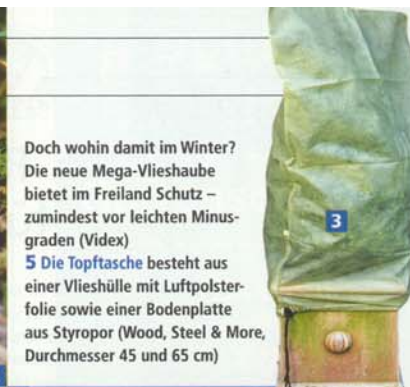 Doch wohin damit im Winter?
Die neue Mega-Vlieshaube
bietet im Freiland Schutz –
zumindest vor leichten Minus-
graden (Videx)
5 Die Topftasche besteht aus
einer Vlieshülle mit Luftpolster-
folie sowie einer Bodenplatte
aus Styropor (Wood, Steel & More,
Durchmesser 45 und 65 cm)
3